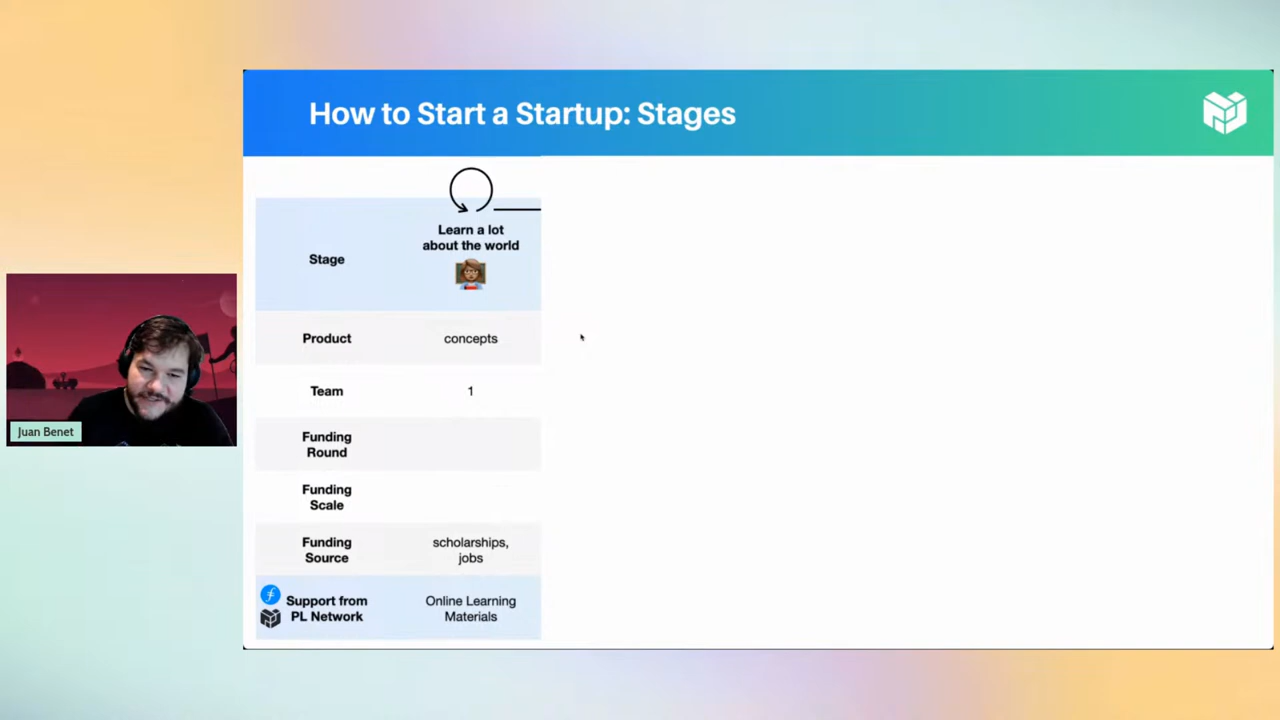 How to Start a Startup: Stages
Stage
Learn a lot
about the world
Product
concepts
Team
1
Funding
Round
Funding
Scale
Funding
Source
scholarships,
jobs
Support from
PL Network
Online Learning
Materials
Juan Benet